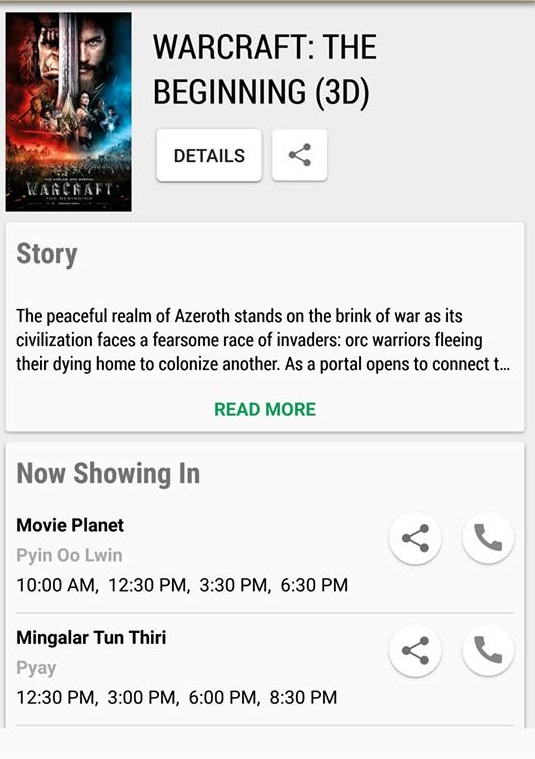 WARCRAFT: THE
BEGINNING (3D)
DETAILS
WARCRAFT
THE BEGINNING
Story
The peaceful realm of Azeroth stands on the brink of war as its
civilization faces a fearsome race of invaders: orc warriors fleeing
their dying home to colonize another. As a portal opens to connect t...
READ MORE
Now Showing In
Movie Planet
Pyin Oo Lwin
10:00 AM, 12:30 PM, 3:30 PM, 6:30 PM
Mingalar Tun Thiri
Pyay
12:30 PM, 3:00 PM, 6:00 PM, 8:30 PM